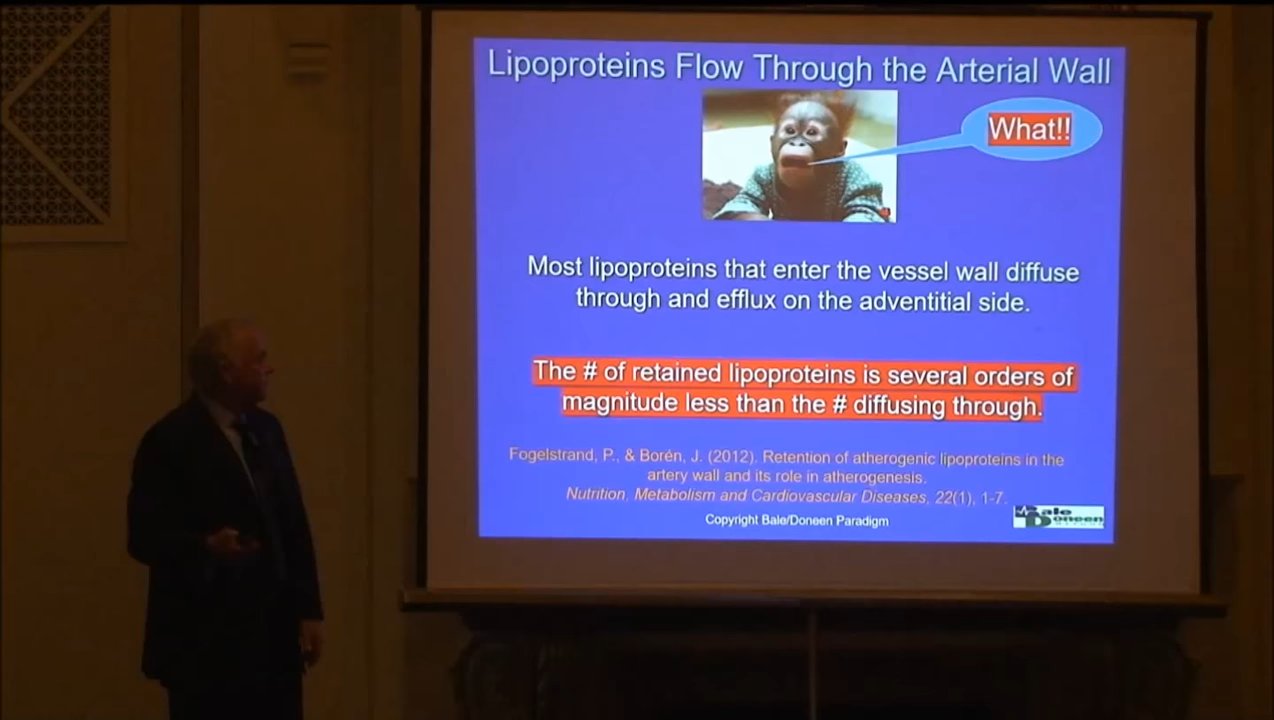 Lipoproteins Flow Through the Arterial Wall
What!!
Most lipoproteins that enter the vessel wall diffuse
through and efflux on the adventitial side.
The # of retained lipoproteins is several orders of
magnitude less than the # diffusing through.
Fogelstrand, P., & Borén, J. (2012). Retention of atherogenic lipoproteins in the
artery wall and its role in atherogenesis.
Nutrition, Metabolism and Cardiovascular Diseases, 22(1), 1-7.
Copyright Bale/Doneen Paradigm
Bale
Doneen